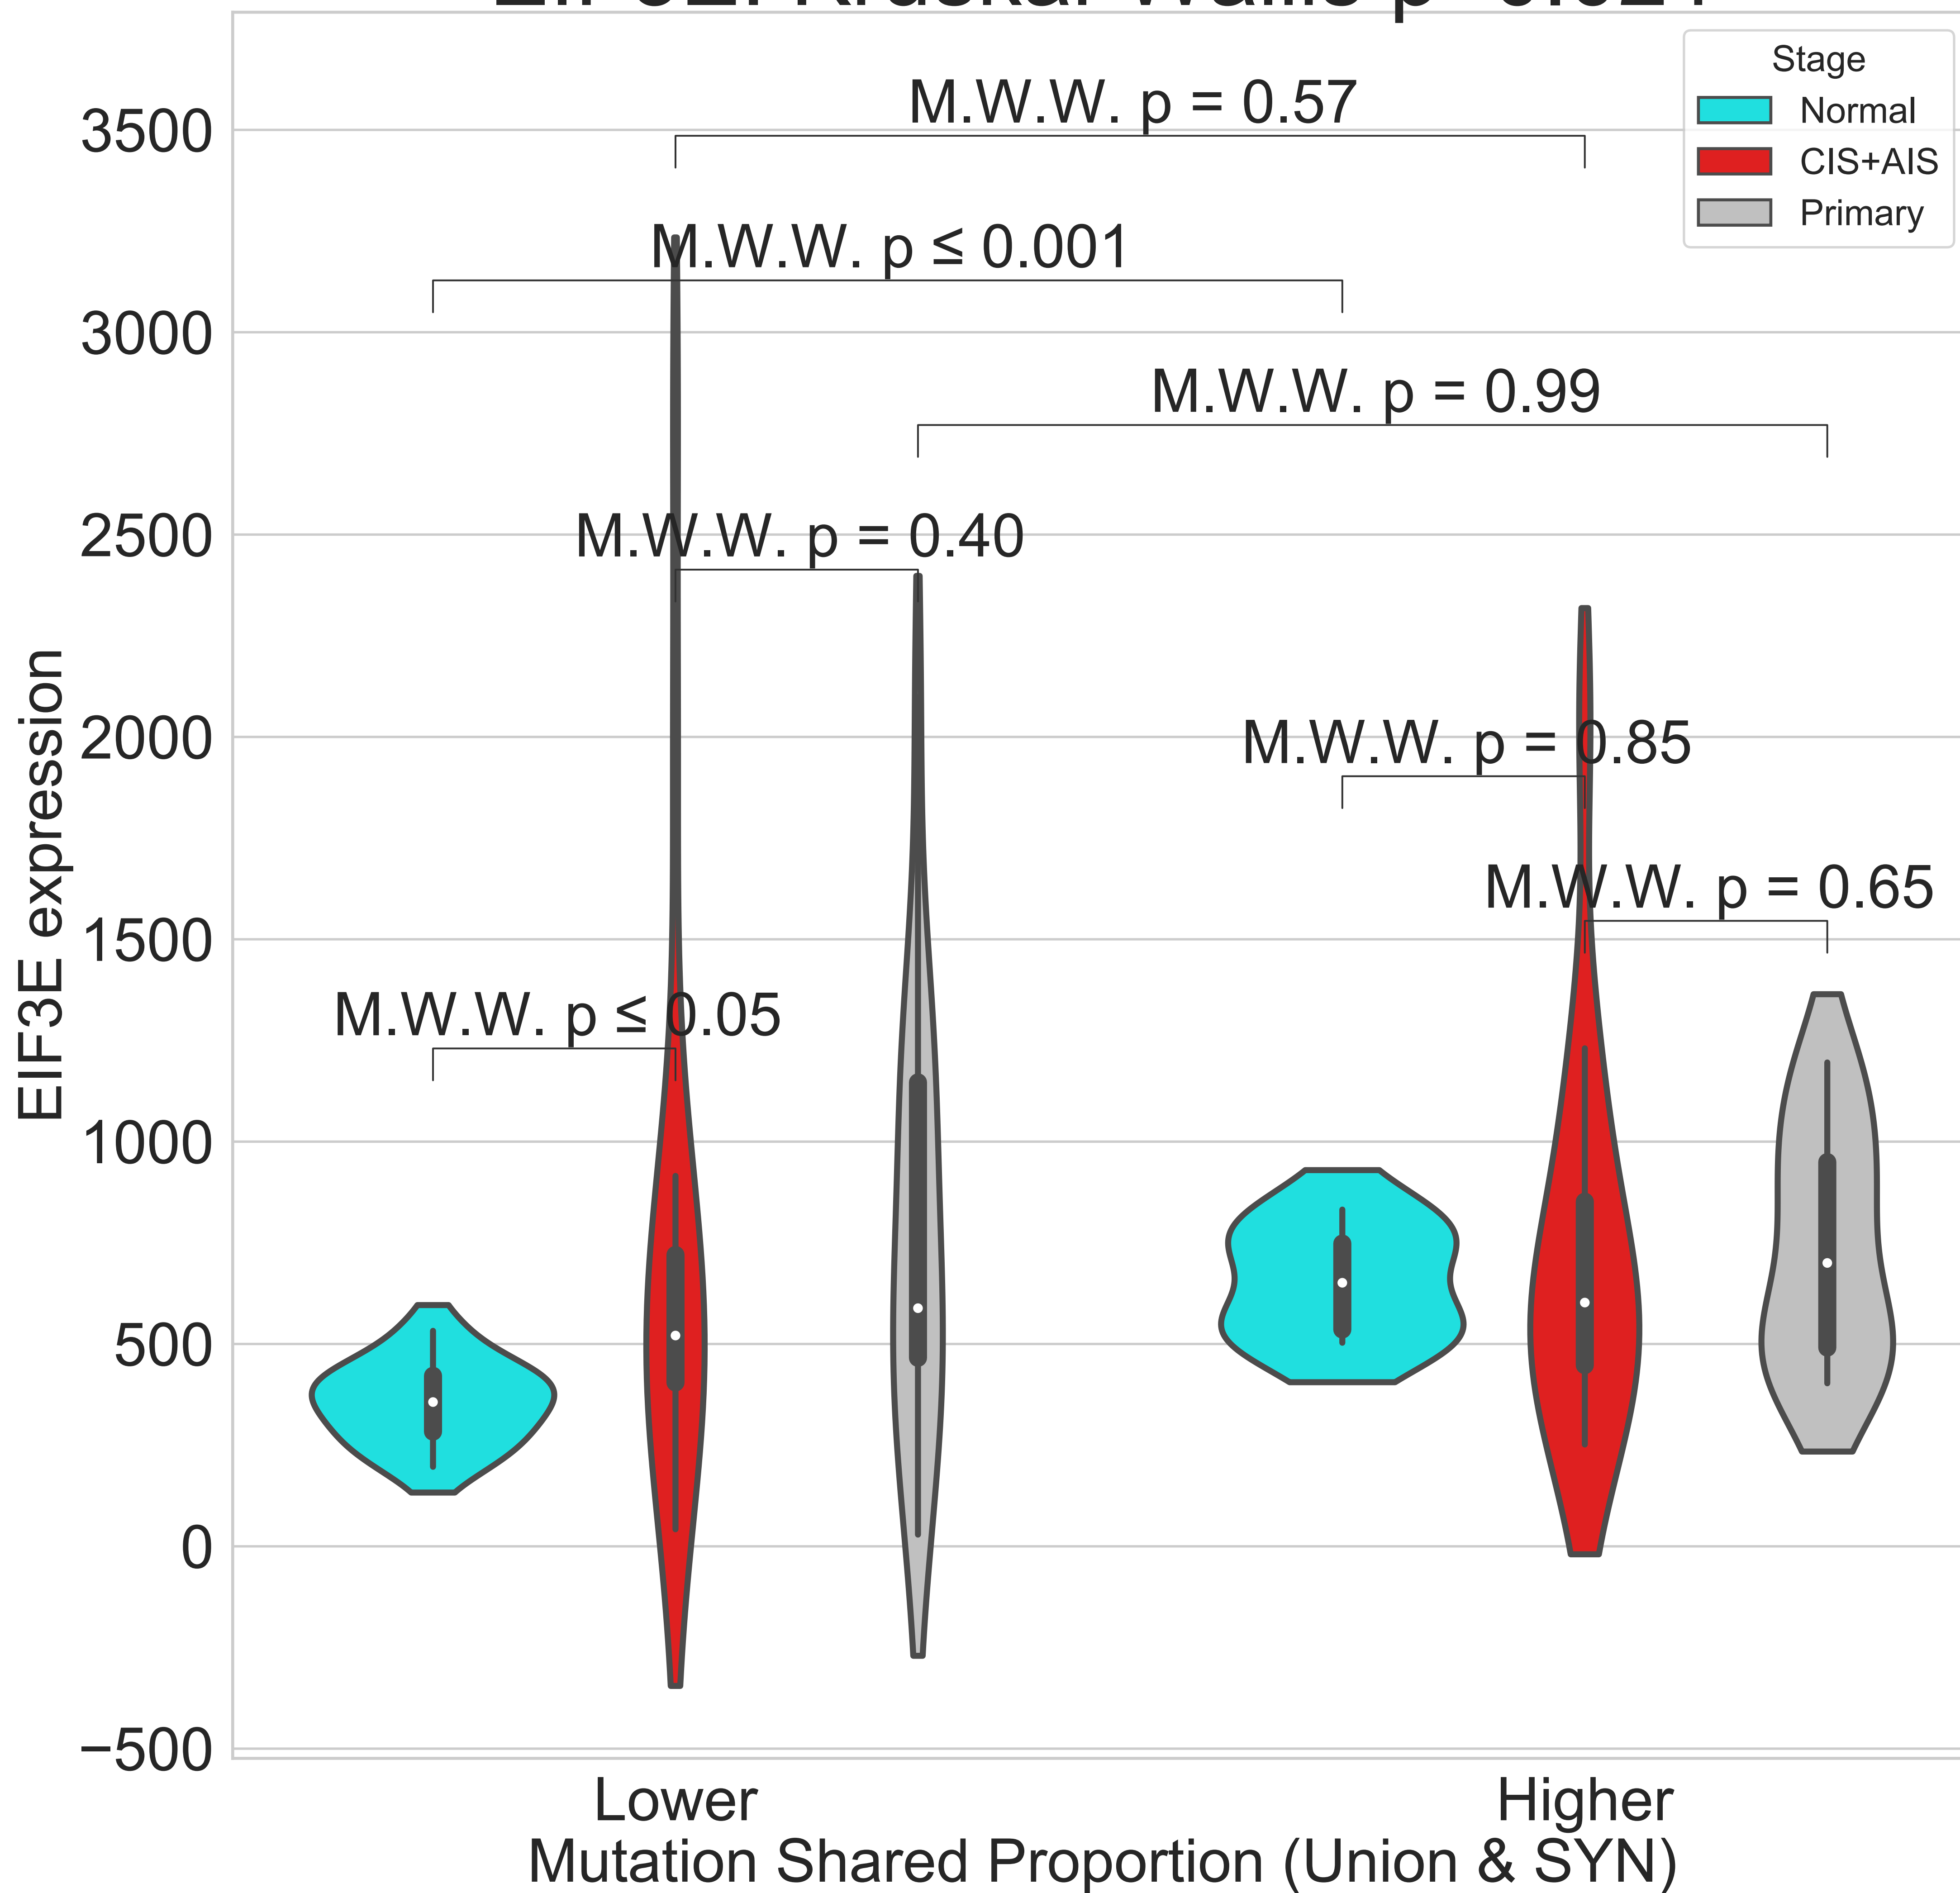 Stage
Normal
CIS+AIS
Primary
M.W.W. p = 0.57
M.W.W. p ≤ 0.001
M.W.W. p = 0.99
M.W.W. p = 0.40
M.W.W. p = 0.85
M.W.W. p = 0.65
M.W.W. p ≤ 0.05
3500
3000
2500
2000
1500
1000
500
0
−500
EIF3E expression
Lower
Higher
Mutation Shared Proportion (Union & SYN)